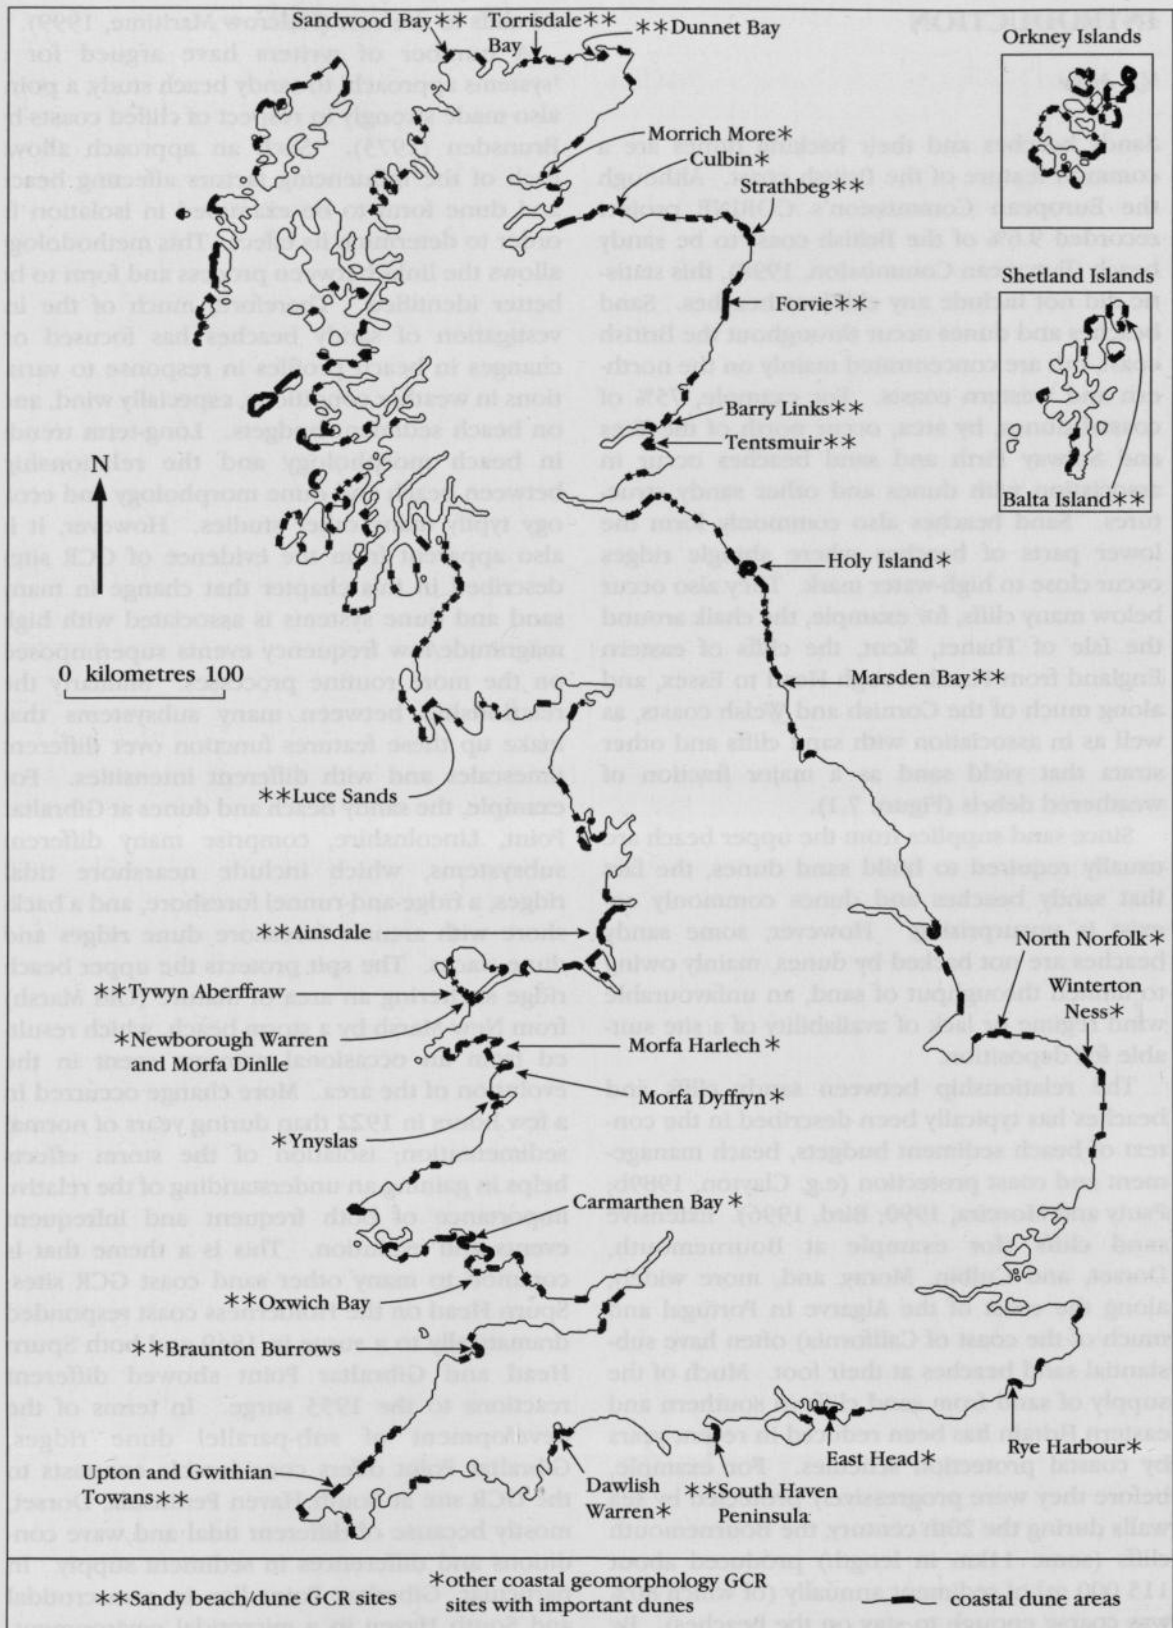 Sandwood Bay**
Torrisdale**
Bay
**Dunnet Bay
Orkney Islands
Morrich More*
Culbin*
Strathbeg**
Forvie**
Shetland Islands
Barry Links**
Tentsmuir**
N
Balta Island**
Holy Island*
0 kilometres 100
Marsden Bay**
**Luce Sands
**Ainsdale
North Norfolk*
**Tywyn Aberffraw
Winterton
Ness*
*Newborough Warren
and Morfa Dinlle
Morfa Harlech*
Morfa Dyffryn*
*Ynyslas
Carmarthen Bay*
**Oxwich Bay
**Braunton Burrows
Rye Harbour*
East Head*
Upton and Gwithian
Towans**
Dawlish
Warren*
**South Haven
Peninsula
**Sandy beach/dune GCR sites
*other coastal geomorphology GCR
sites with important dunes
coastal dune areas